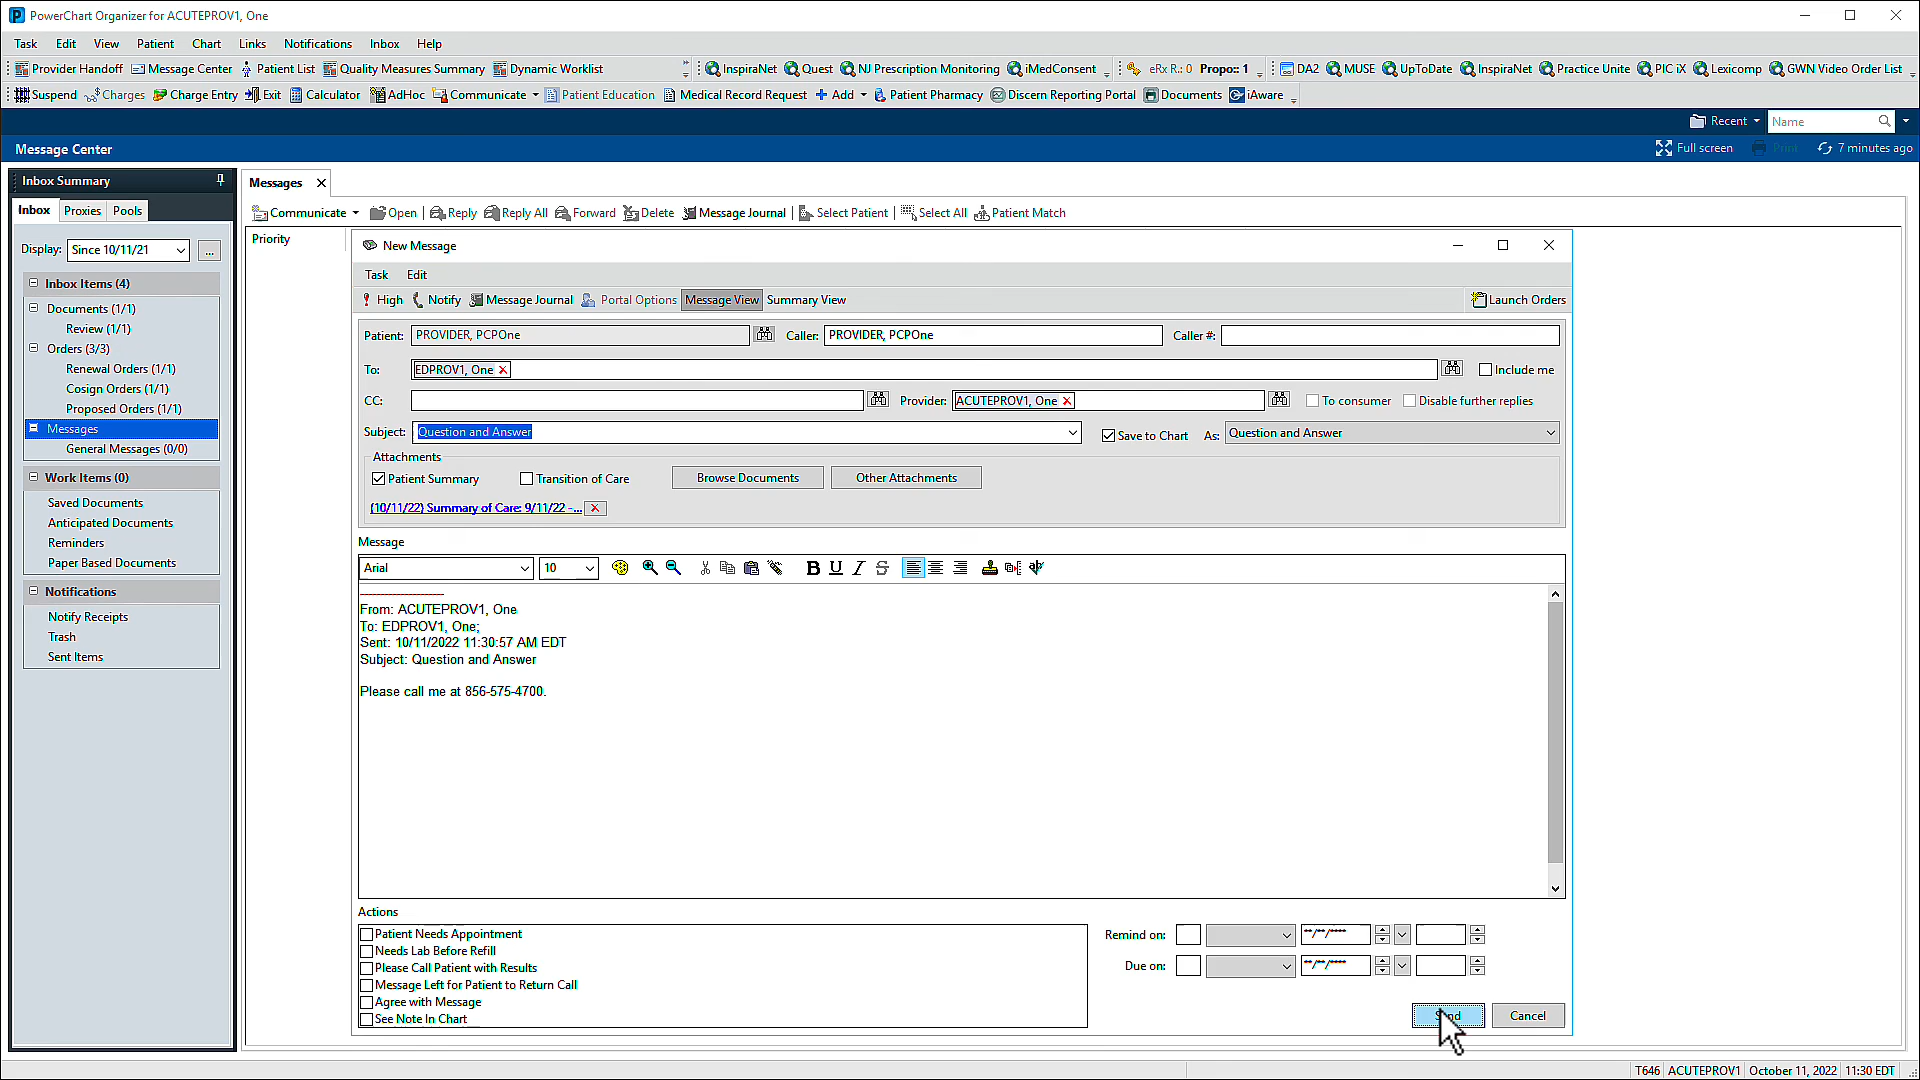 PowerChart Organizer for ACUTEPROV1, One
Task Edit View Patient Chart Links Notifications Inbox Help
Provider Handoff Message Center Patient List Quality Measures Summary Dynamic Worklist InspiraNet Quest NJ Prescription Monitoring iMedConsent eRx R.: 0 Propo:: 1 DA2 MUSE UpToDate InspiraNet Practice Unite PIC iX Lexicomp GWN Video Order List
Suspend Charges Charge Entry Exit Calculator AdHoc Communicate Patient Education Medical Record Request Add Patient Pharmacy Discern Reporting Portal Documents iAware
Recent Name
Message Center Full screen Print 7 minutes ago
Inbox Summary
Inbox Proxies Pools
Display: Since 10/11/21 ...
Inbox Items (4)
Documents (1/1)
Review (1/1)
Orders (3/3)
Renewal Orders (1/1)
Cosign Orders (1/1)
Proposed Orders (1/1)
Messages
General Messages (0/0)
Work Items (0)
Saved Documents
Anticipated Documents
Reminders
Paper Based Documents
Notifications
Notify Receipts
Trash
Sent Items
Messages
Communicate Open Reply Reply All Forward Delete Message Journal Select Patient Select All Patient Match
Priority
New Message
Task Edit
High Notify Message Journal Portal Options Message View Summary View Launch Orders
Patient: PROVIDER, PCPOne Caller: PROVIDER, PCPOne Caller #:
To: EDPROV1, One Include me
CC: Provider: ACUTEPROV1, One To consumer Disable further replies
Subject: Question and Answer Save to Chart As: Question and Answer
Attachments
Patient Summary Transition of Care Browse Documents Other Attachments
(10/11/22) Summary of Care: 9/11/22 -...
Message
Arial 10
--------------------
From: ACUTEPROV1, One
To: EDPROV1, One;
Sent: 10/11/2022 11:30:57 AM EDT
Subject: Question and Answer
Please call me at 856-575-4700.
Actions
Patient Needs Appointment
Needs Lab Before Refill
Please Call Patient with Results
Message Left for Patient to Return Call
Agree with Message
See Note In Chart
Remind on: **/**/****
Due on: **/**/****
Send Cancel
T646 ACUTEPROV1 October 11, 2022 11:30 EDT